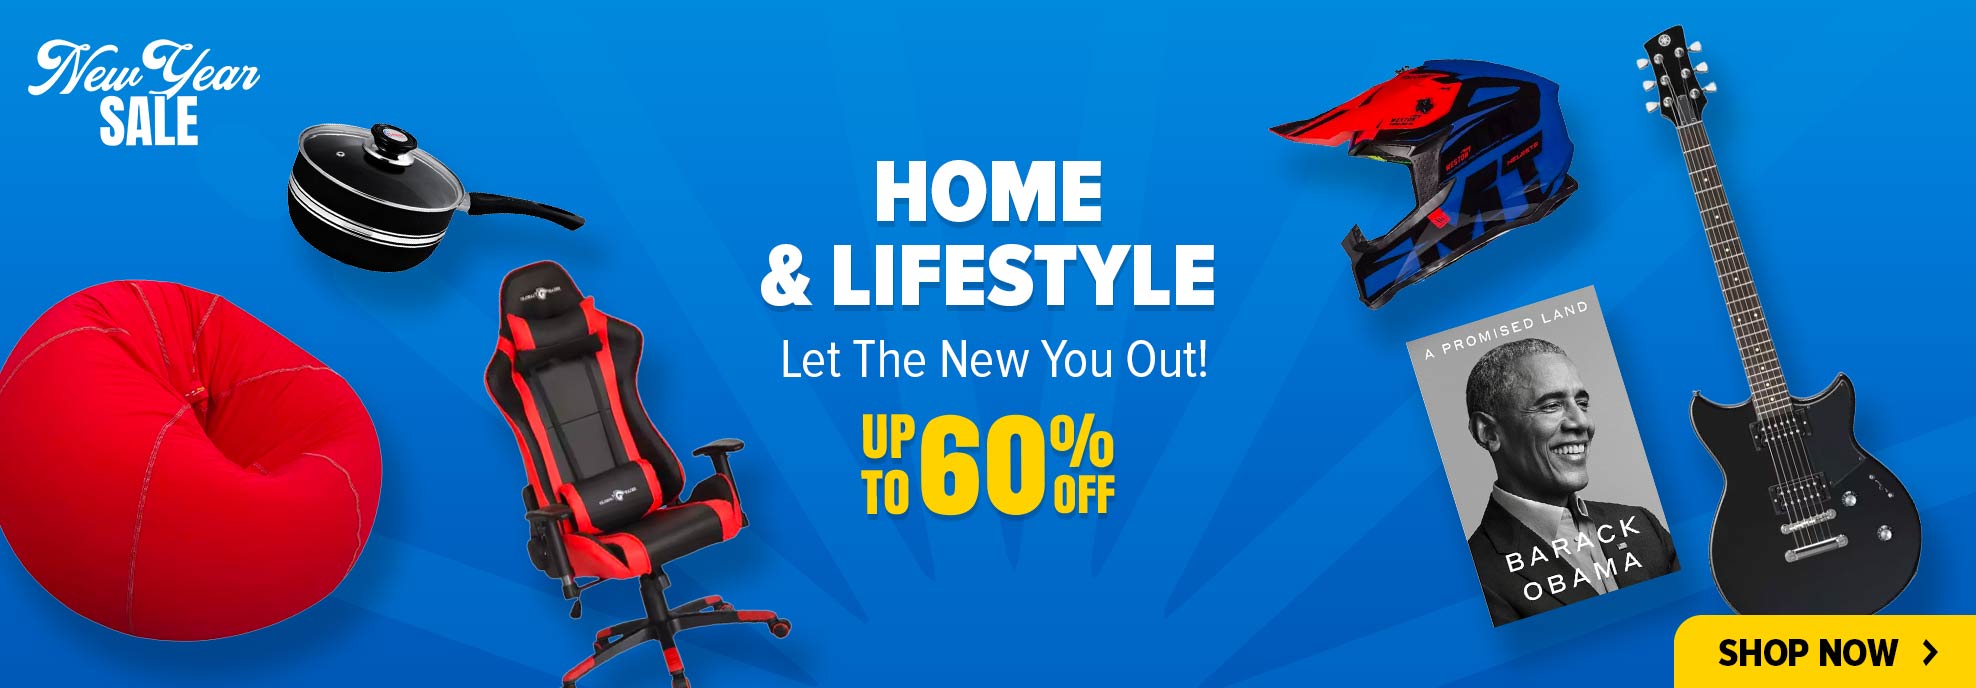 New Year
SALE
HOME
& LIFESTYLE
Let The New You Out!
UP
TO
60%
OFF
A PROMISED LAND
BARACK
OBAMA
SHOP NOW